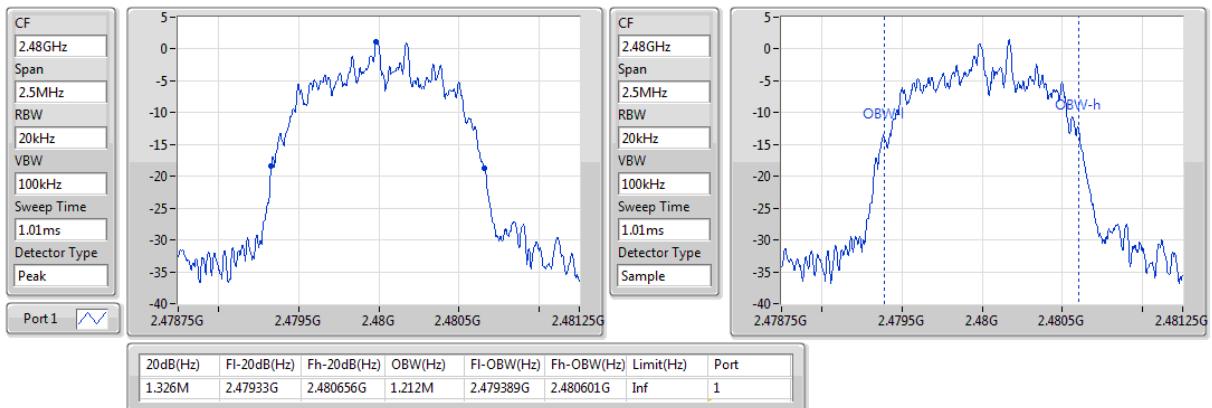 CF
2.48GHz
Span
2.5MHz
RBW
20kHz
VBW
100kHz
Sweep Time
1.01ms
Detector Type
Peak
Port 1
5
0
-5
-10
-15
-20
-25
-30
-35
-40
2.47875G 2.4795G 2.48G 2.4805G 2.48125G
CF
2.48GHz
Span
2.5MHz
RBW
20kHz
VBW
100kHz
Sweep Time
1.01ms
Detector Type
Sample
5
0
-5
-10
-15
-20
-25
-30
-35
-40
OBW-l
OBW-h
2.47875G 2.4795G 2.48G 2.4805G 2.48125G
20dB(Hz) Fl-20dB(Hz) Fh-20dB(Hz) OBW(Hz) Fl-OBW(Hz) Fh-OBW(Hz) Limit(Hz) Port
1.326M 2.47933G 2.480656G 1.212M 2.479389G 2.480601G Inf 1